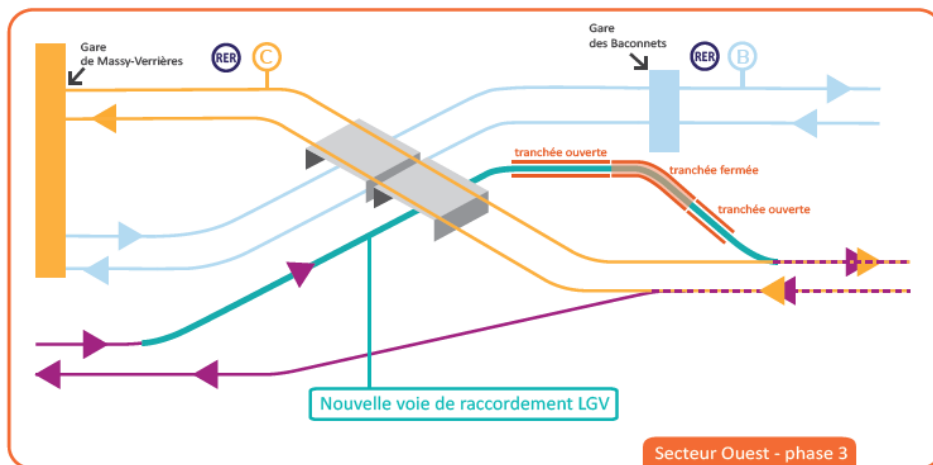 Gare
de Massy-Verrières
RER
C
Gare
des Baconnets
RER
B
tranchée ouverte
tranchée fermée
tranchée ouverte
Nouvelle voie de raccordement LGV
Secteur Ouest - phase 3